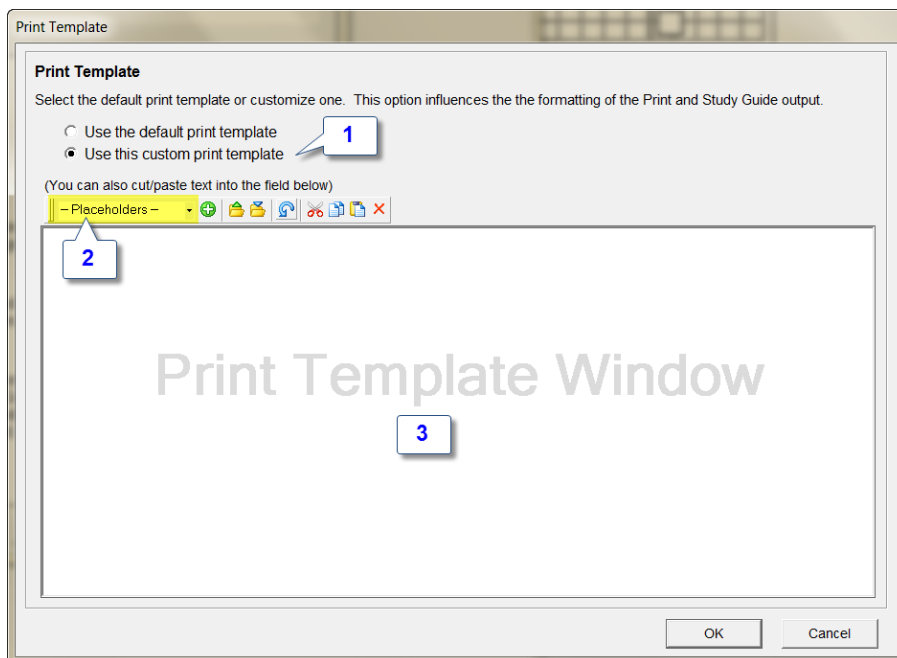 Print Template
Print Template
Select the default print template or customize one.  This option influences the the formatting of the Print and Study Guide output.
Use the default print template
1
Use this custom print template
(You can also cut/paste text into the field below)
– Placeholders –
2
Print Template Window
3
OK
Cancel